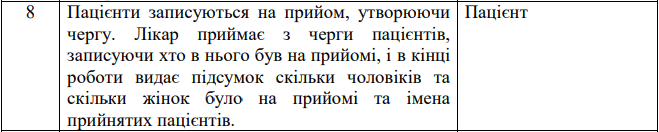 8 Пацієнти записуються на прийом, утворюючи Пацієнт
чергу. Лікар приймає з черги пацієнтів,
записуючи хто в нього був на прийомі, і в кінці
роботи видає підсумок скільки чоловіків та
скільки жінок було на прийомі та імена
прийнятих пацієнтів.